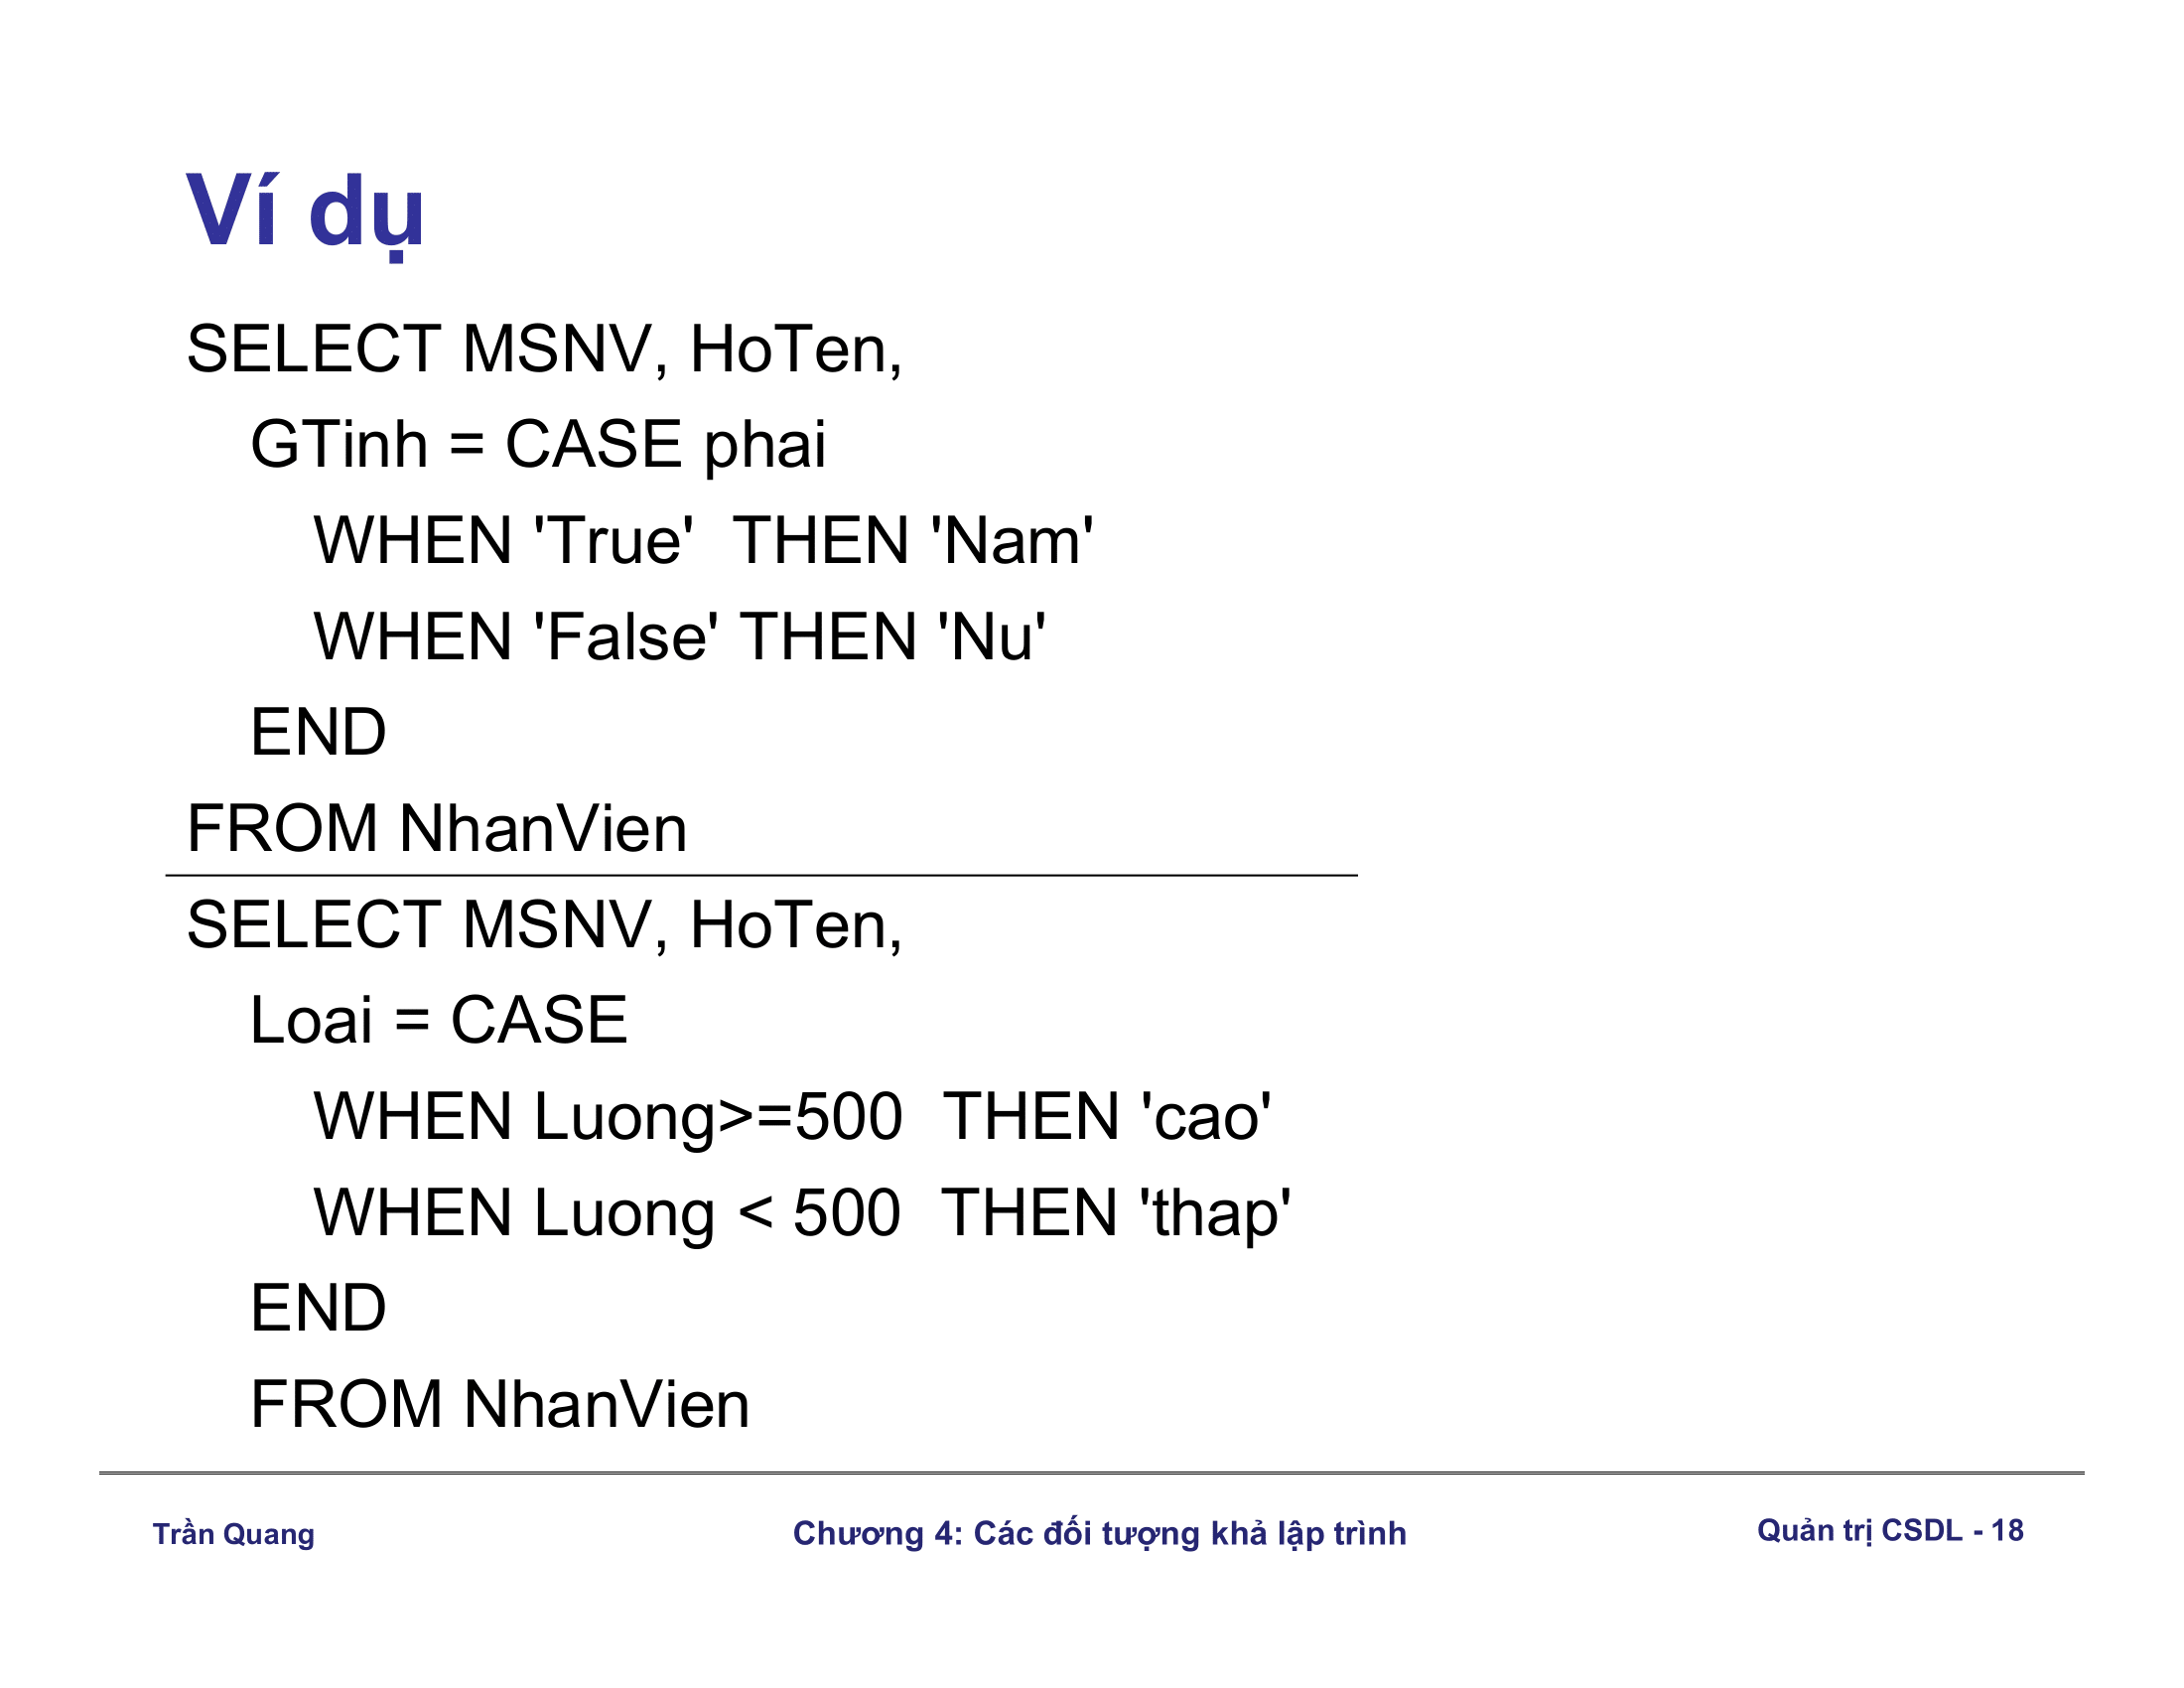 Ví dụ
SELECT MSNV, HoTen,
GTinh = CASE phai
WHEN 'True' THEN 'Nam'
WHEN 'False' THEN 'Nu'
END
FROM NhanVien
SELECT MSNV, HoTen,
Loai = CASE
WHEN Luong>=500 THEN 'cao'
WHEN Luong < 500 THEN 'thap'
END
FROM NhanVien
Trần Quang
Chương 4: Các đối tượng khả lập trình
Quản trị CSDL - 18